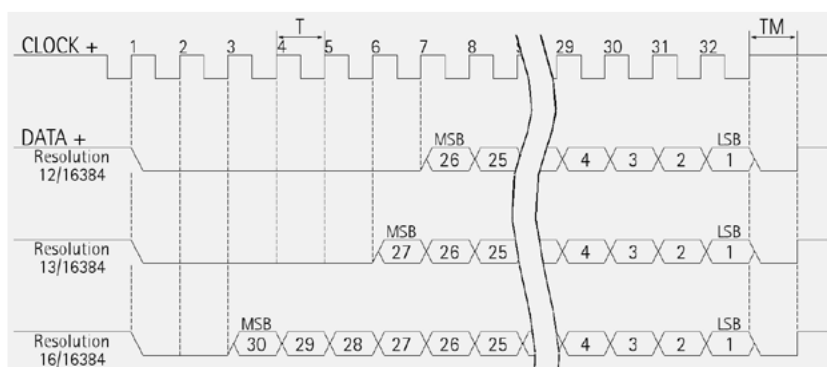 T TM
CLOCK + 1 2 3 4 5 6 7 8 29 30 31 32
DATA +
MSB LSB
Resolution 12/16384 26 25 4 3 2 1
MSB LSB
Resolution 13/16384 27 26 25 4 3 2 1
MSB LSB
Resolution 16/16384 30 29 28 27 26 25 4 3 2 1